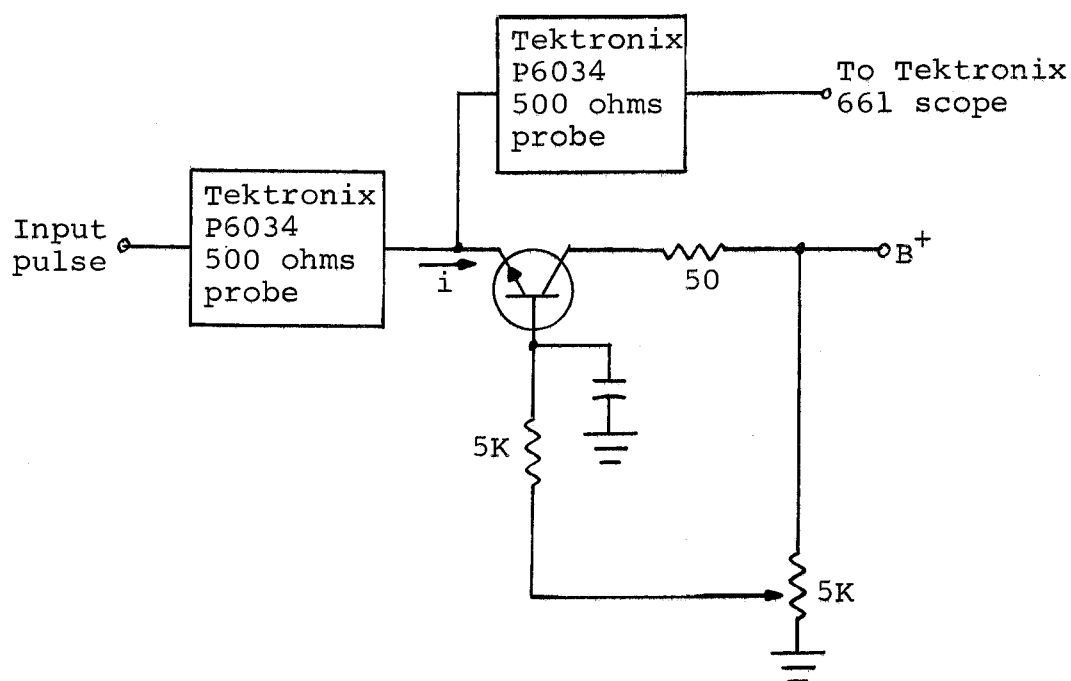 Tektronix
P6034
500 ohms
probe
To Tektronix
661 scope
Input
pulse
Tektronix
P6034
500 ohms
probe
i
50
B+
5K
5K